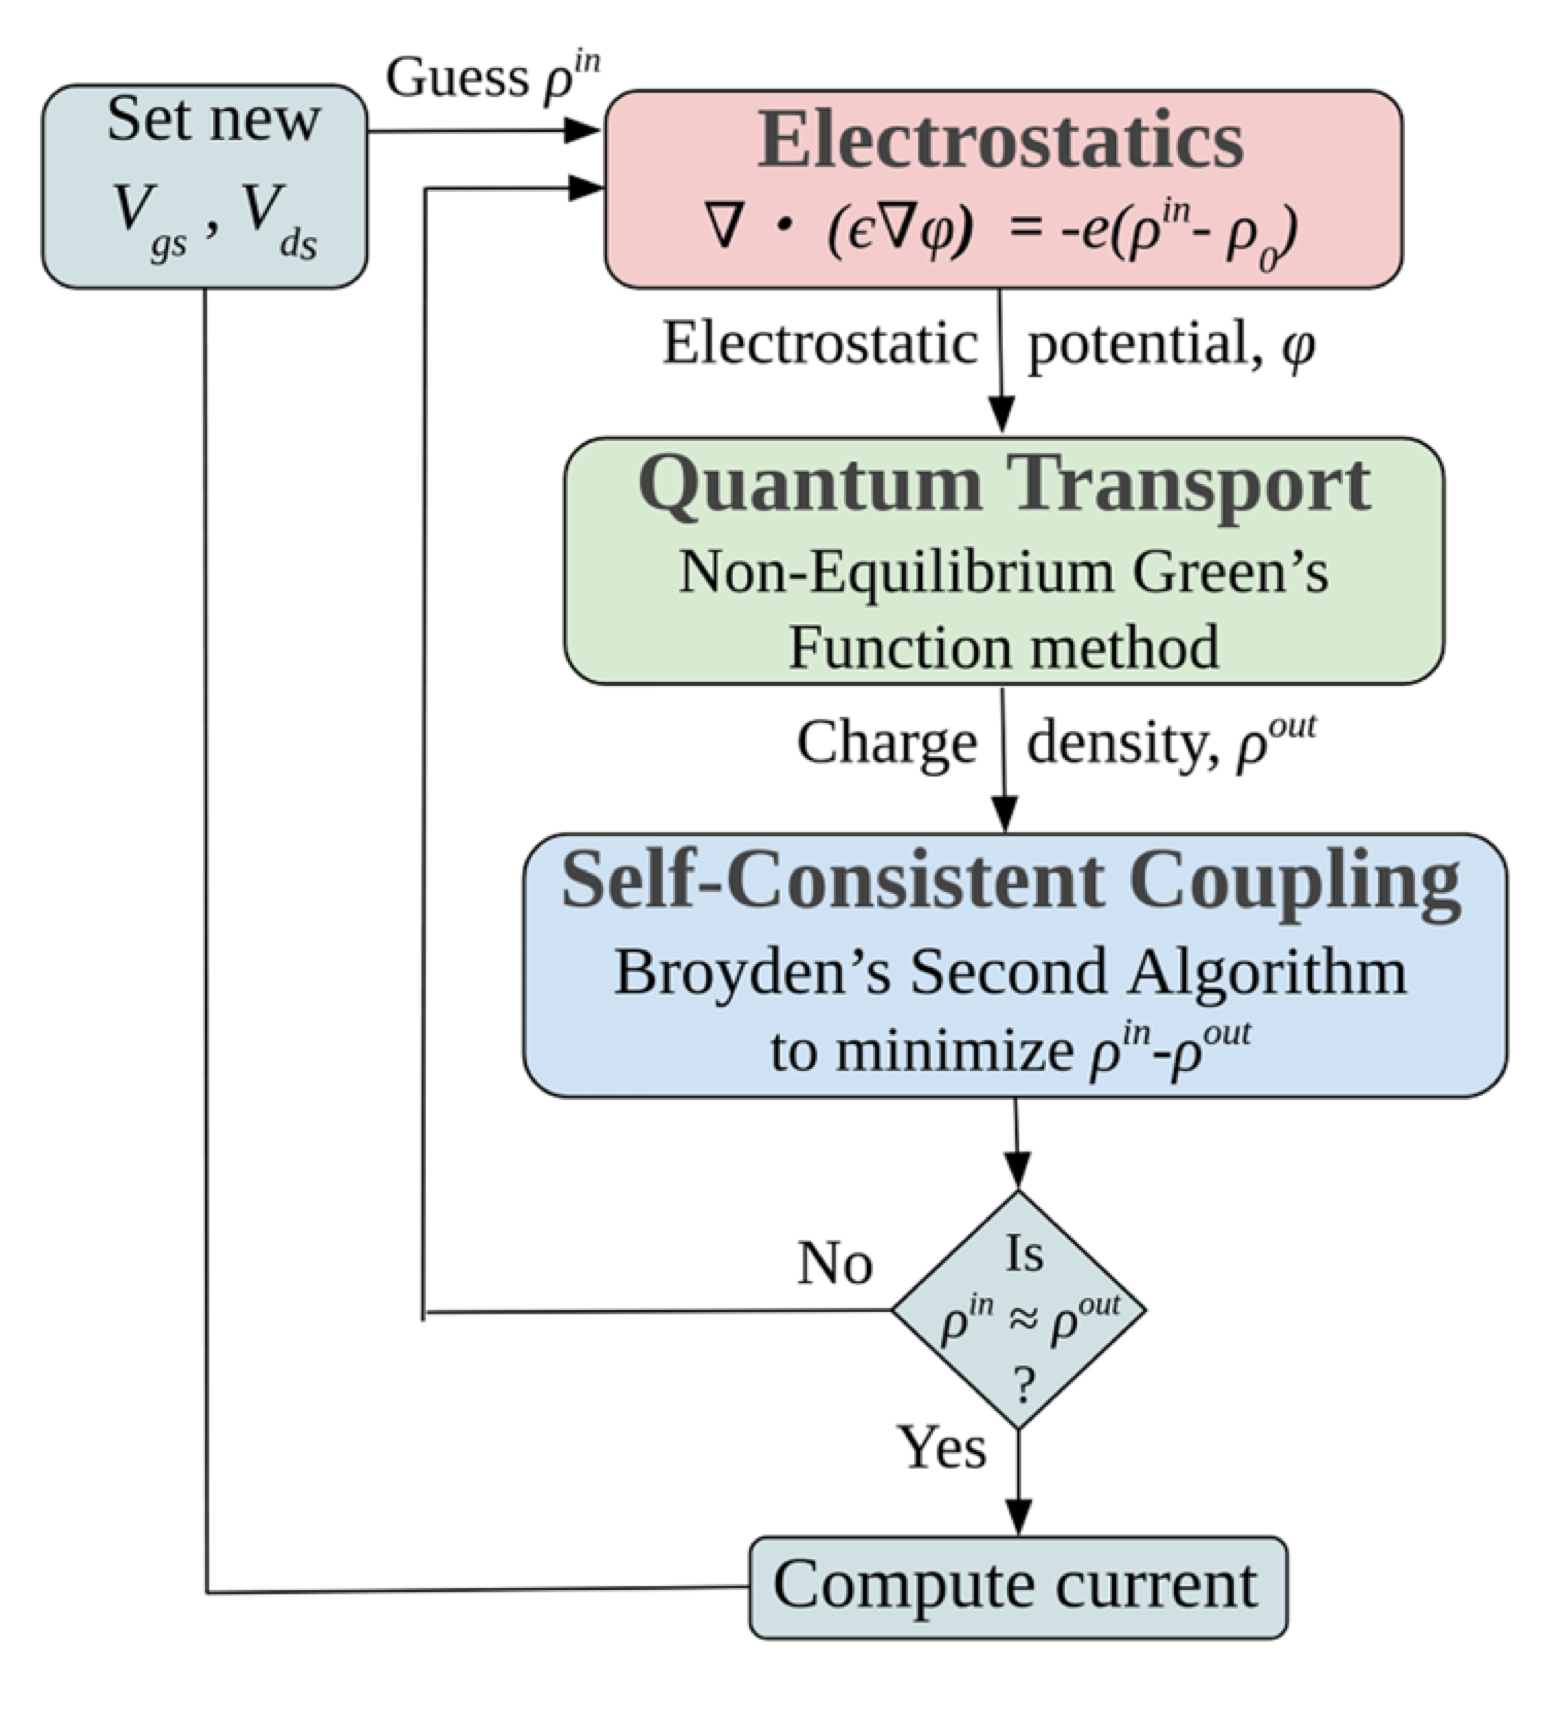 Guess ρ^in
Set new
V_gs , V_ds
Electrostatics
∇ • (ϵ∇φ) = -e(ρ^in- ρ_0)
Electrostatic potential, φ
Quantum Transport
Non-Equilibrium Green’s
Function method
Charge density, ρ^out
Self-Consistent Coupling
Broyden’s Second Algorithm
to minimize ρ^in-ρ^out
Is
ρ^in ≈ ρ^out
?
No
Yes
Compute current